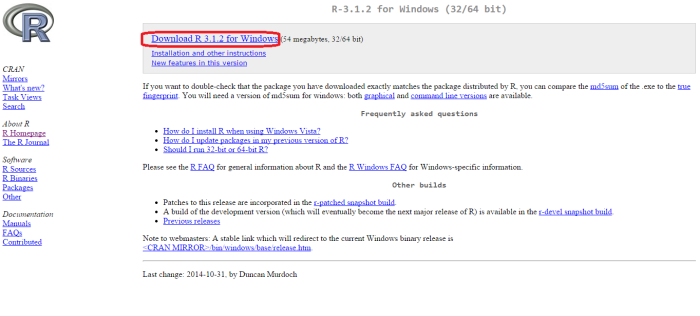 R-3.1.2 for Windows (32/64 bit)
Download R 3.1.2 for Windows (54 megabytes, 32/64 bit)
Installation and other instructions
New features in this version
R
CRAN
Mirrors
What's new?
Task Views
Search
About R
R Homepage
The R Journal
Software
R Sources
R Binaries
Packages
Other
Documentation
Manuals
FAQs
Contributed
If you want to double-check that the package you have downloaded exactly matches the package distributed by R, you can compare the md5sum of the .exe to the true
fingerprint. You will need a version of md5sum for windows: both graphical and command line versions are available.
Frequently asked questions
• How do I install R when using Windows Vista?
• How do I update packages in my previous version of R?
• Should I run 32-bit or 64-bit R?
Please see the R FAQ for general information about R and the R Windows FAQ for Windows-specific information.
Other builds
• Patches to this release are incorporated in the r-patched snapshot build.
• A build of the development version (which will eventually become the next major release of R) is available in the r-devel snapshot build.
• Previous releases
Note to webmasters: A stable link which will redirect to the current Windows binary release is
<CRAN MIRROR>/bin/windows/base/release.htm.
Last change: 2014-10-31, by Duncan Murdoch